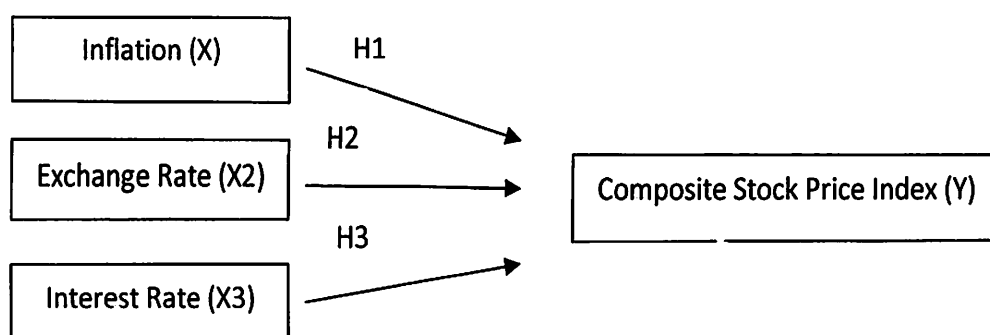 Inflation (X)
H1
H2
Exchange Rate (X2)
Composite Stock Price Index (Y)
H3
Interest Rate (X3)